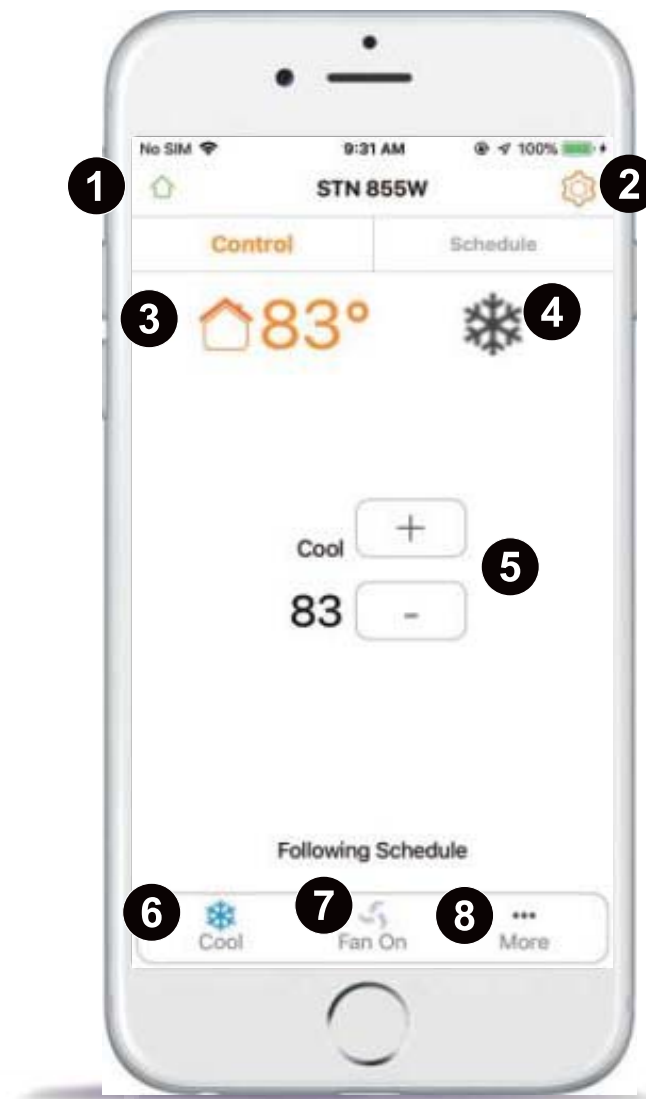 No SIM 9:31 AM 100%
1 STN 855W 2
Control Schedule
3 83° 4
Cool +
5
83 -
Following Schedule
6 7 8
Cool Fan On More